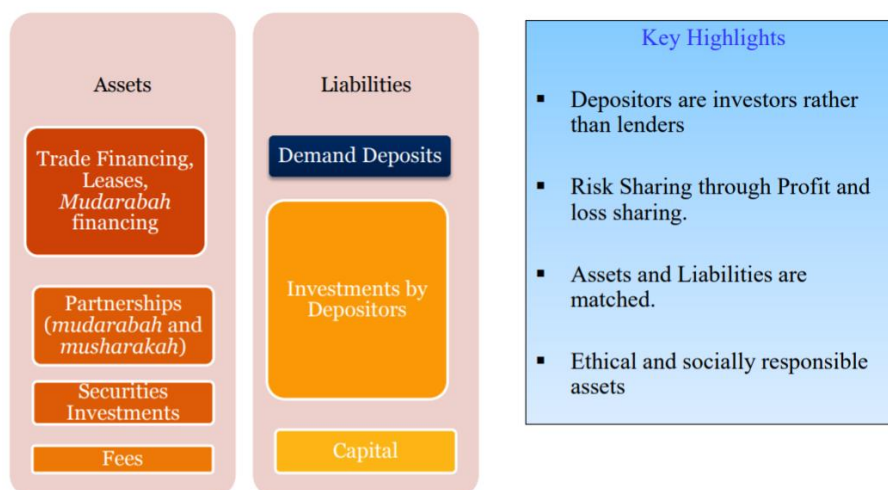 Assets
Trade Financing,
Leases,
Mudarabah
financing
Partnerships
(mudarabah and
musharakah)
Securities
Investments
Fees
Liabilities
Demand Deposits
Investments by
Depositors
Capital
Key Highlights
▪ Depositors are investors rather
than lenders
▪ Risk Sharing through Profit and
loss sharing.
▪ Assets and Liabilities are
matched.
▪ Ethical and socially responsible
assets